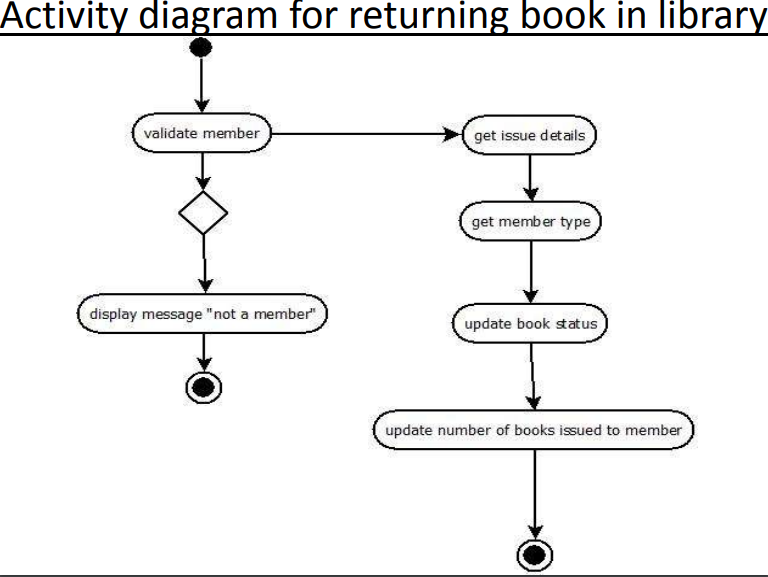 Activity diagram for returning book in library
validate member
get issue details
get member type
display message "not a member"
update book status
update number of books issued to member